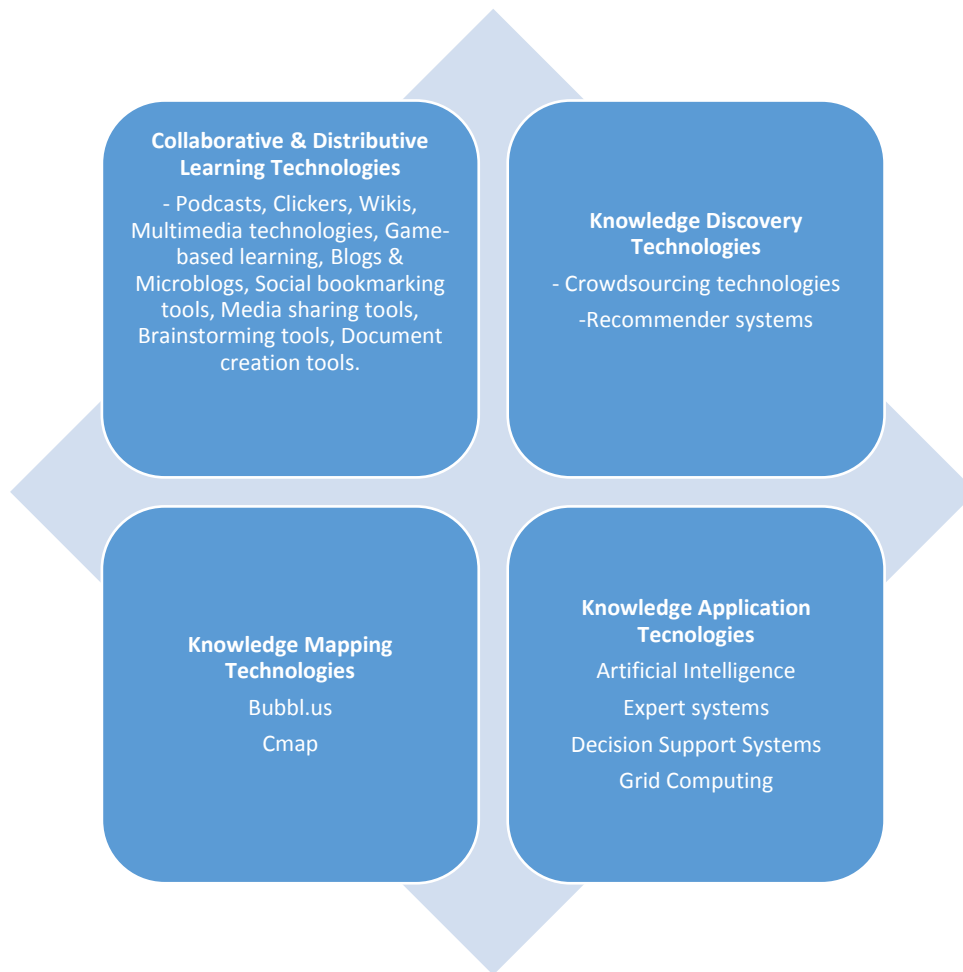 Collaborative & Distributive
Learning Technologies
- Podcasts, Clickers, Wikis,
Multimedia technologies, Game-
based learning, Blogs &
Microblogs, Social bookmarking
tools, Media sharing tools,
Brainstorming tools, Document
creation tools.
Knowledge Discovery
Technologies
- Crowdsourcing technologies
-Recommender systems
Knowledge Mapping
Technologies
Bubbl.us
Cmap
Knowledge Application
Tecnologies
Artificial Intelligence
Expert systems
Decision Support Systems
Grid Computing